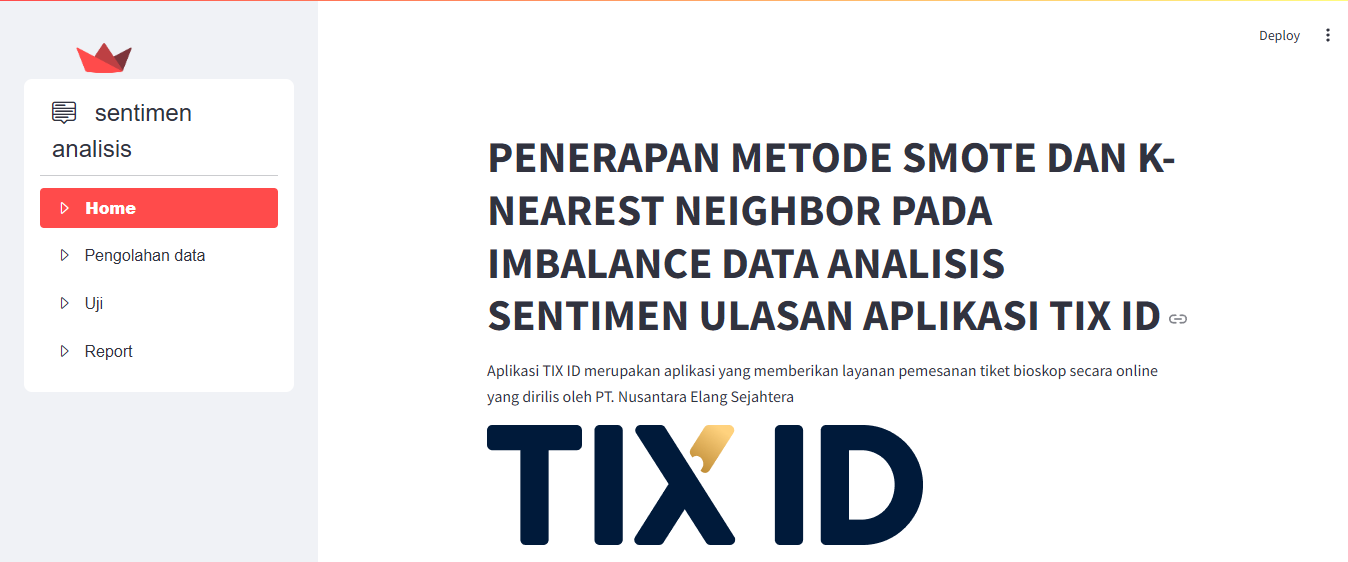 Deploy
sentimen
analisis
Home
Pengolahan data
Uji
Report
PENERAPAN METODE SMOTE DAN K-
NEAREST NEIGHBOR PADA
IMBALANCE DATA ANALISIS
SENTIMEN ULASAN APLIKASI TIX ID
Aplikasi TIX ID merupakan aplikasi yang memberikan layanan pemesanan tiket bioskop secara online
yang dirilis oleh PT. Nusantara Elang Sejahtera
TIX ID